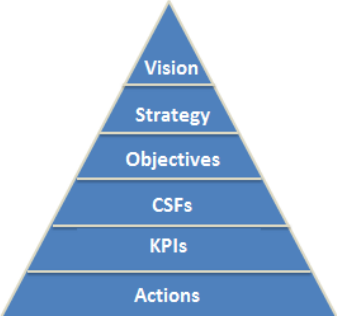 Vision
Strategy
Objectives
CSFs
KPIs
Actions